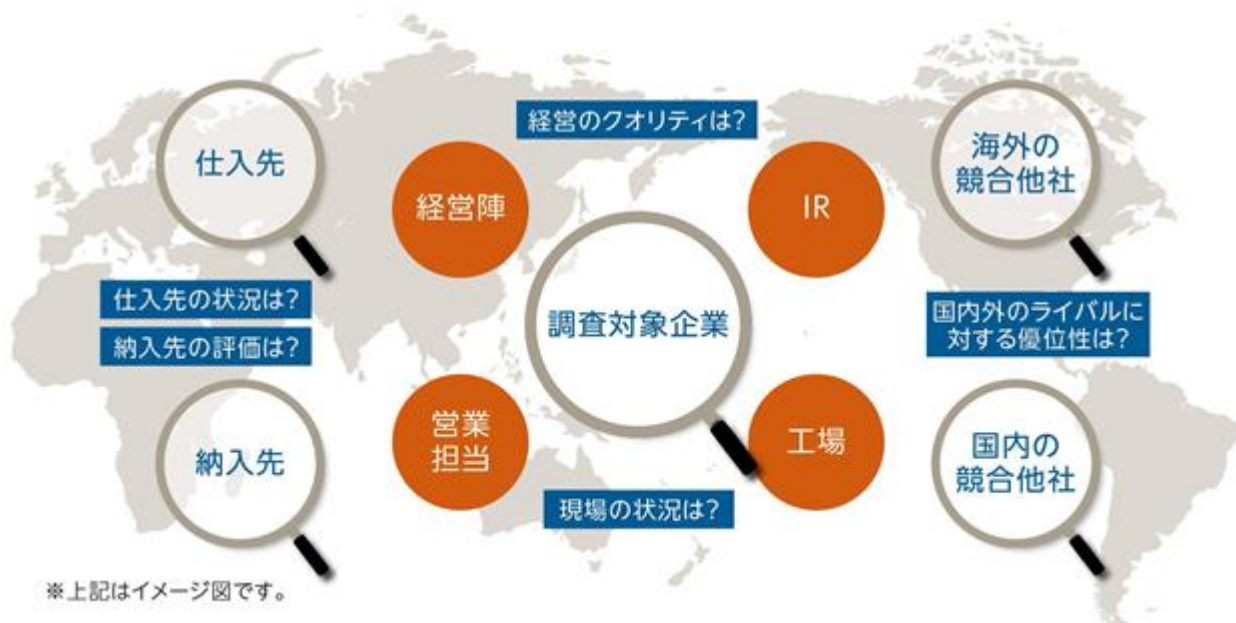 経営のクオリティは?
仕入先
経営陣
IR
海外の
競合他社
仕入先の状況は?
納入先の評価は?
調査対象企業
国内外のライバルに
対する優位性は?
納入先
営業
担当
工場
国内の
競合他社
現場の状況は?
※上記はイメージ図です。